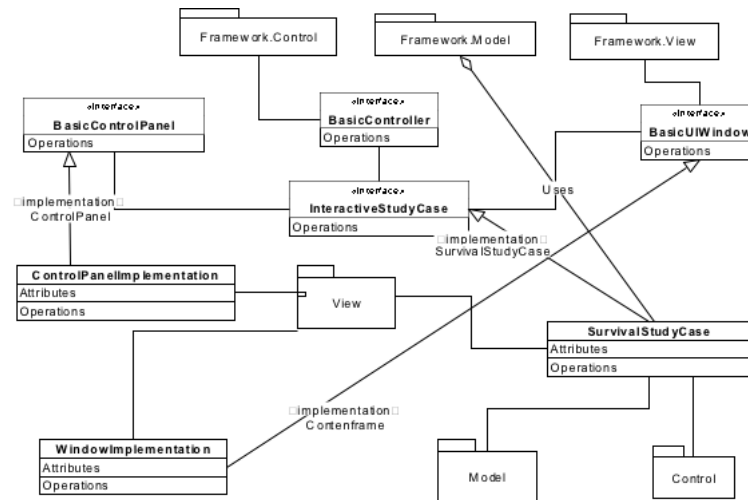 Framework.Control
Framework.Model
Framework.View
«Interface»
BasicControlPanel
Operations
«Interface»
BasicController
Operations
«Interface»
BasicUIWindow
Operations
«Interface»
InteractiveStudyCase
Operations
Uses
□implementation□
ControlPanel
□implementation□
SurvivalStudyCase
ControlPanelImplementation
Attributes
Operations
View
SurvivalStudyCase
Attributes
Operations
□implementation□
Contenframe
WindowImplementation
Attributes
Operations
Model
Control